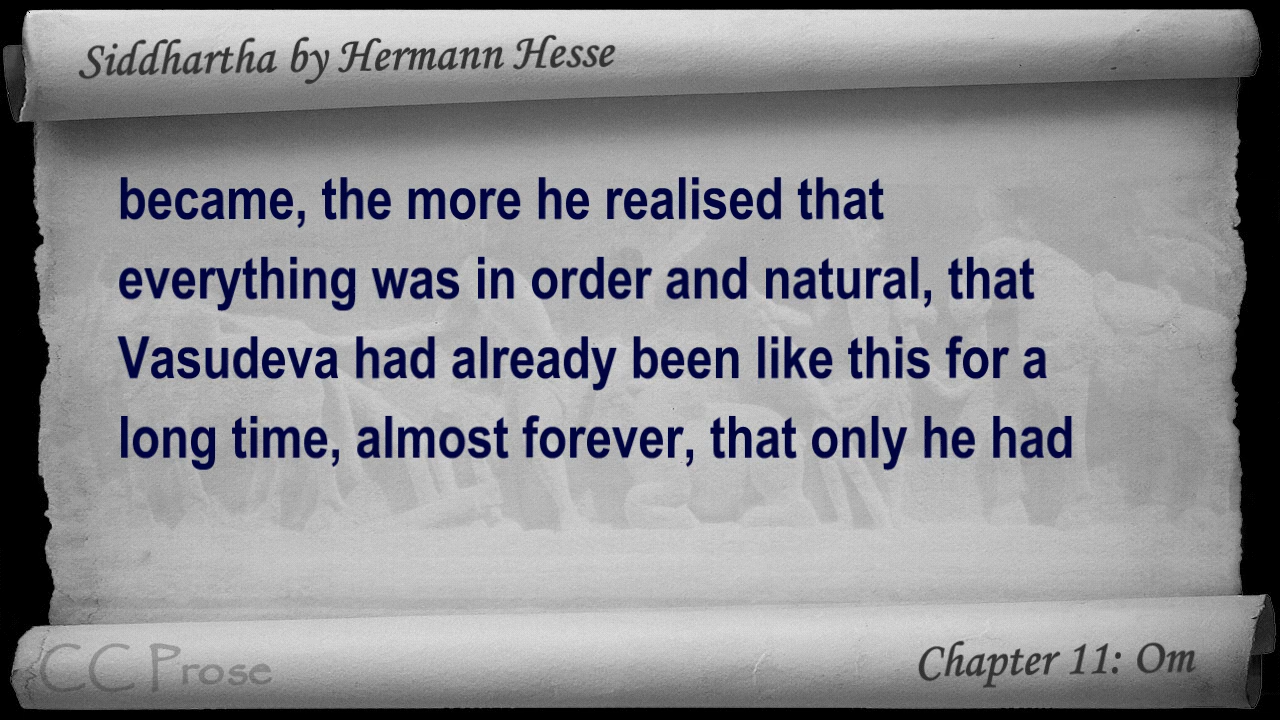 Siddhartha by Hermann Hesse
became, the more he realised that
everything was in order and natural, that
Vasudeva had already been like this for a
long time, almost forever, that only he had
CC Prose
Chapter 11: Om